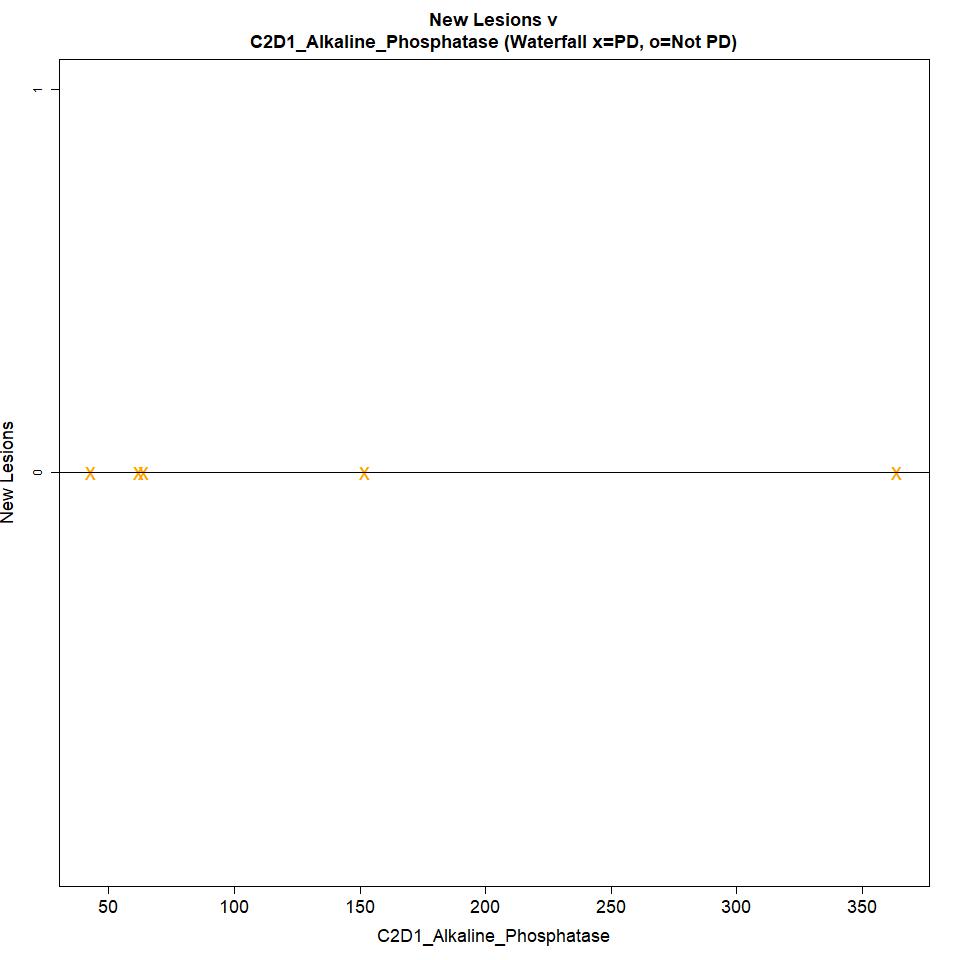 New Lesions v
C2D1_Alkaline_Phosphatase (Waterfall x=PD, o=Not PD)
1
New Lesions
0
X X X X X
50 100 150 200 250 300 350
C2D1_Alkaline_Phosphatase